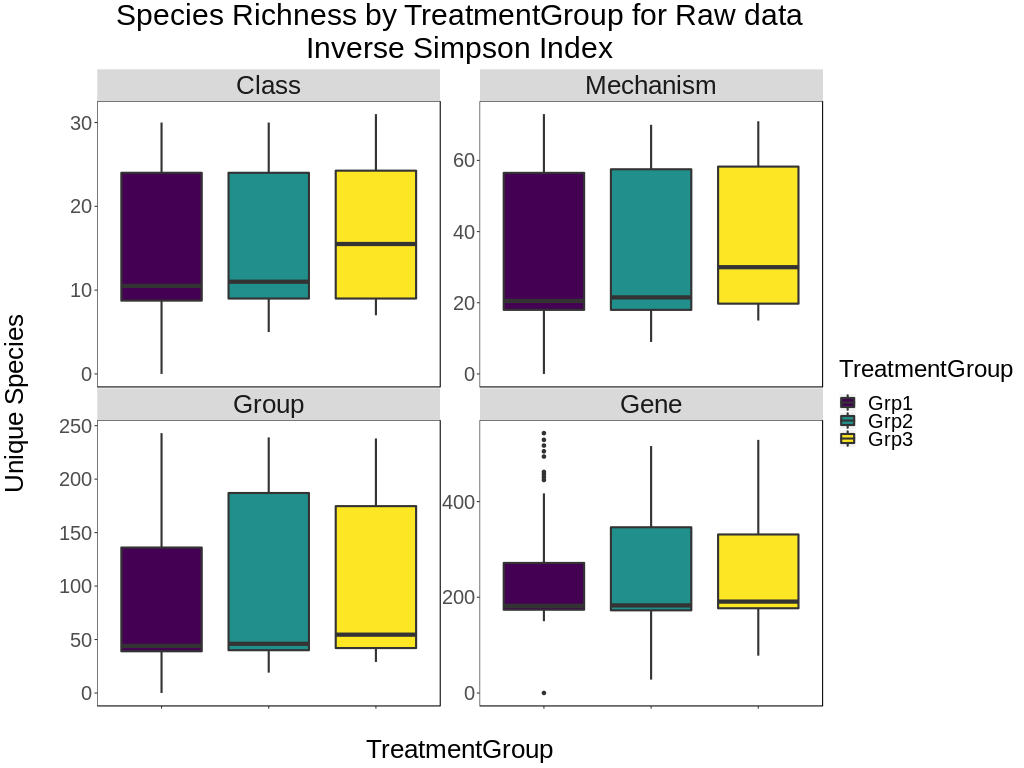 Species Richness by TreatmentGroup for Raw data
Inverse Simpson Index
Class
Mechanism
30
20
10
0
60
40
20
0
Group
Gene
250
200
150
100
50
0
400
200
0
Unique Species
TreatmentGroup
TreatmentGroup
Grp1
Grp2
Grp3